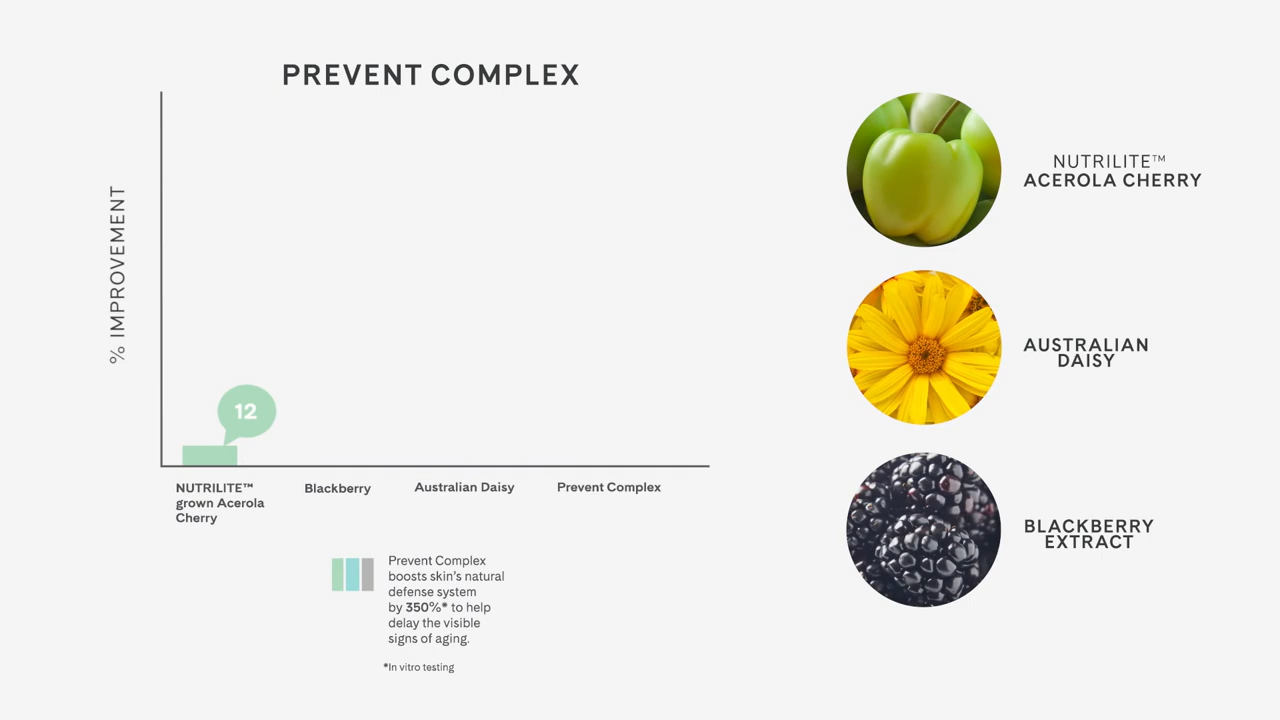 PREVENT COMPLEX
% IMPROVEMENT
12
NUTRILITE™
grown Acerola
Cherry
Blackberry
Australian Daisy
Prevent Complex
Prevent Complex
boosts skin's natural
defense system
by 350%* to help
delay the visible
signs of aging.
*In vitro testing
NUTRILITE™
ACEROLA CHERRY
AUSTRALIAN
DAISY
BLACKBERRY
EXTRACT